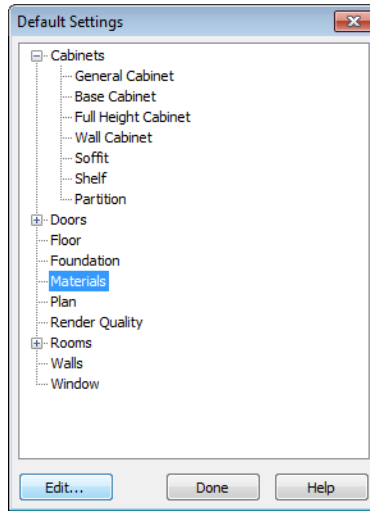 Default Settings
Cabinets
General Cabinet
Base Cabinet
Full Height Cabinet
Wall Cabinet
Soffit
Shelf
Partition
Doors
Floor
Foundation
Materials
Plan
Render Quality
Rooms
Walls
Window
Edit... Done Help